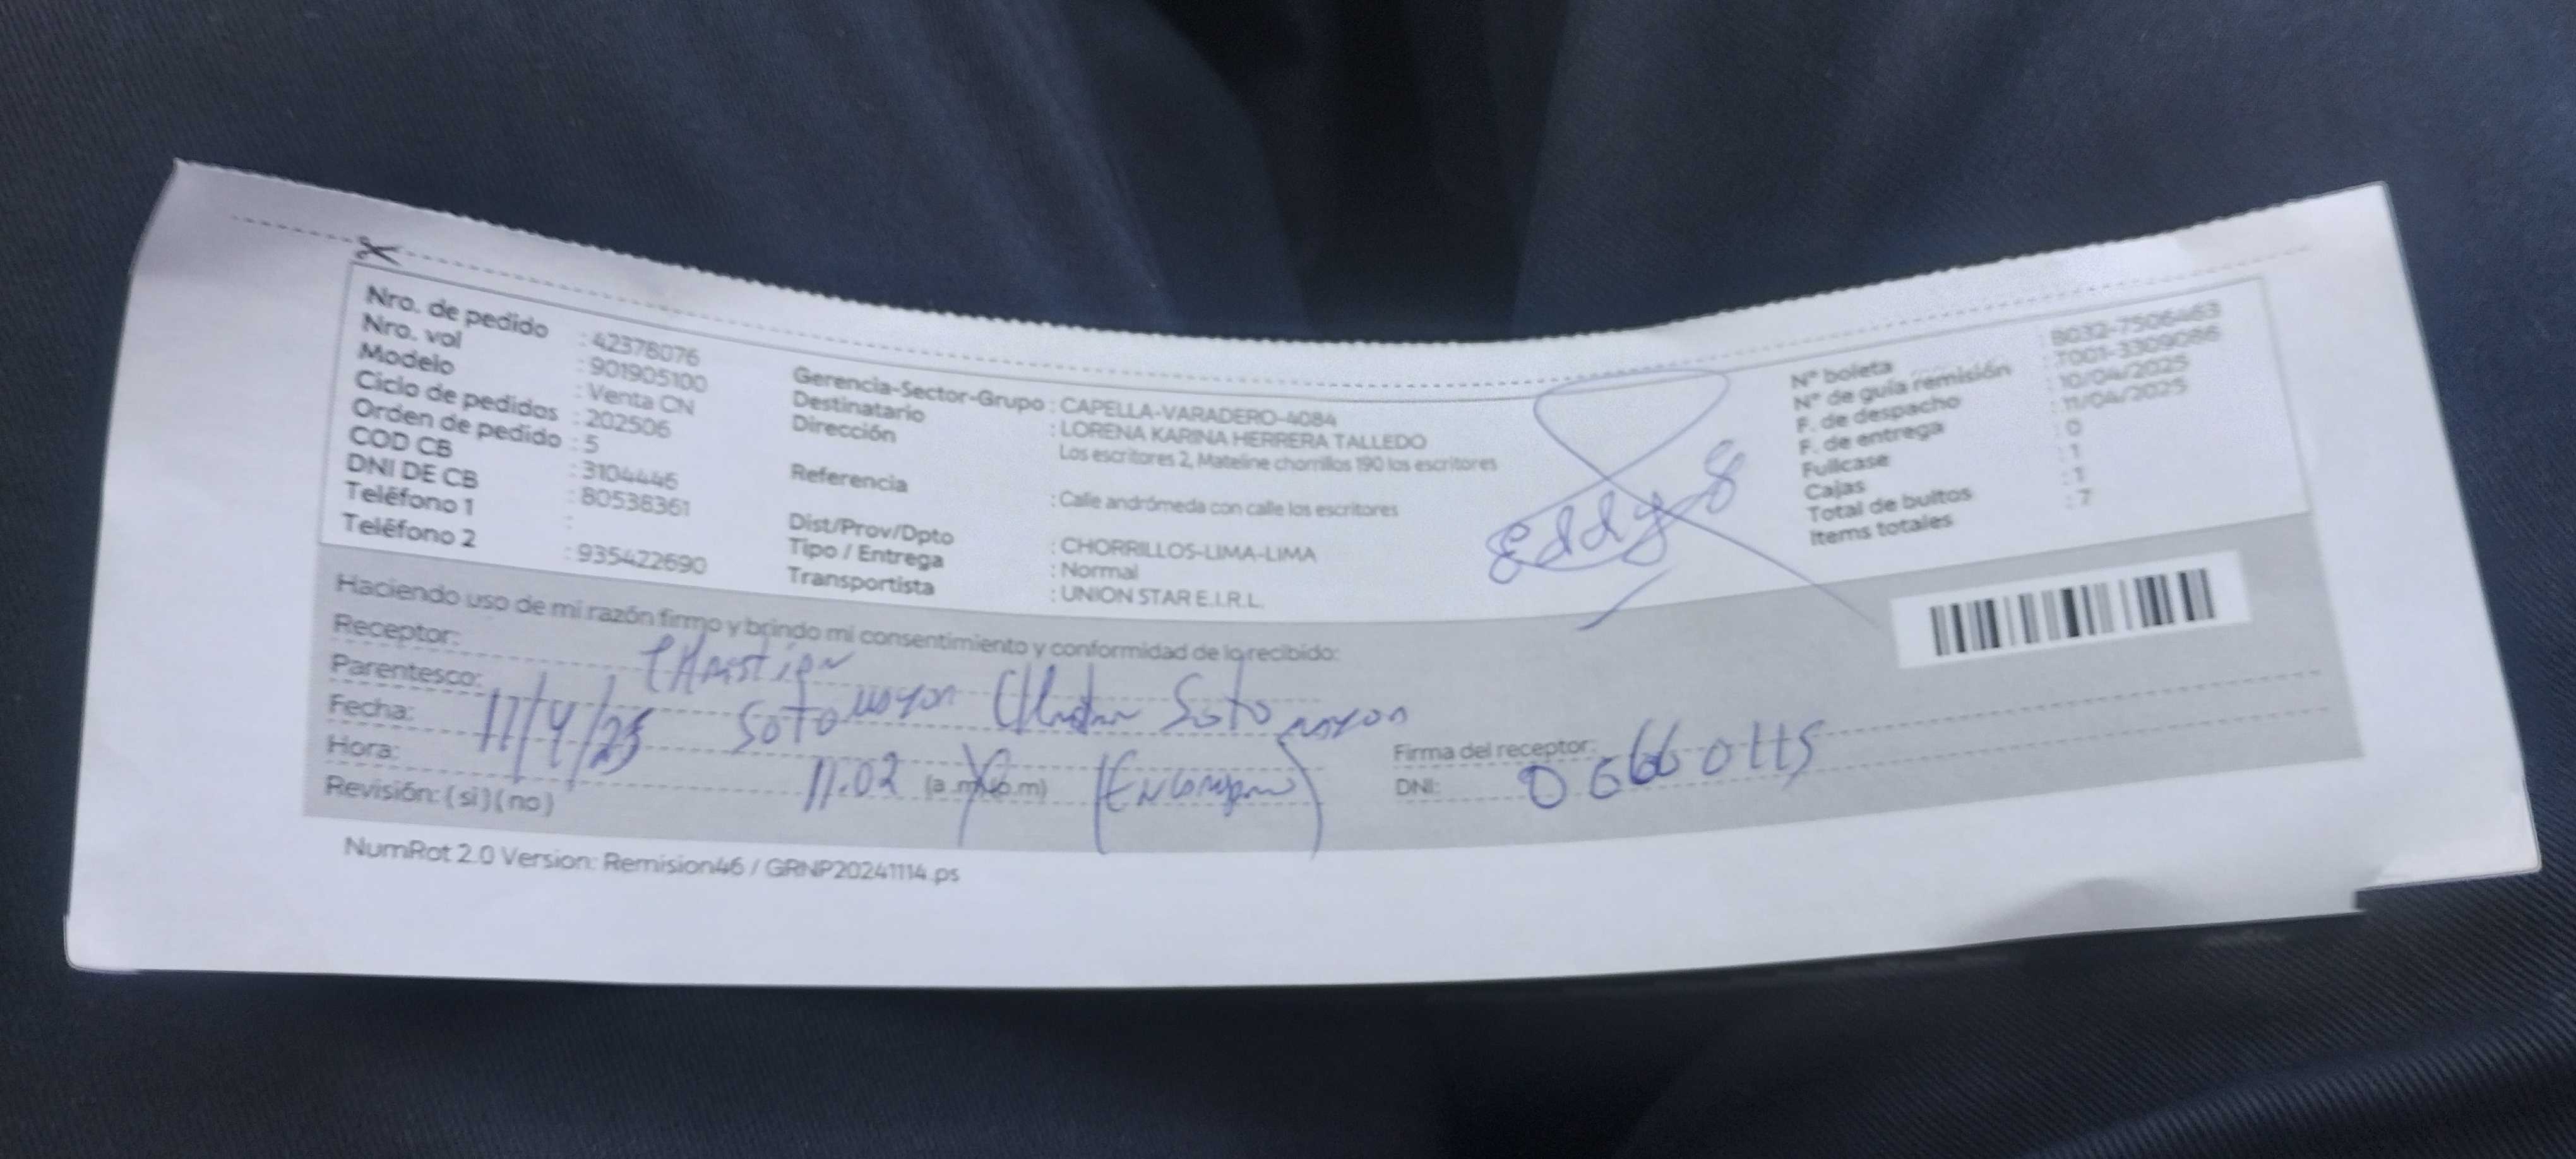 Nro. de pedido : 42378076
Nro. vol : 901905100
Modelo : Venta CN
Ciclo de pedidos : 202506
Orden de pedido : 5
COD CB : 3104446
DNI DE CB : 80538361
Teléfono 1 :
Teléfono 2 : 935422690
Gerencia-Sector-Grupo : CAPELLA-VARADERO-4084
Destinatario : LORENA KARINA HERRERA TALLEDO
Dirección Los escritores 2, Mateline chorrillos 190 los escritores
Referencia : Calle andrómeda con calle los escritores
Dist/Prov/Dpto : CHORRILLOS-LIMA-LIMA
Tipo / Entrega : Normal
Transportista : UNION STAR E.I.R.L.
Eddy S
N° boleta : B032-7506463
N° de guía remisión : T001-3309086
F. de despacho : 10/04/2025
F. de entrega : 11/04/2025
Fullcase : 0
Cajas : 1
Total de bultos : 1
Items totales : 7
Haciendo uso de mi razón firmo y brindo mi consentimiento y conformidad de lo recibido:
Receptor: CHristian
Parentesco: Sotomayor CHristian Sotomayor
Fecha: 11/4/25
Hora: 11:02 (a.m) (p.m)
Revisión: (si) (no)
Firma del receptor:
DNI:
NumRot 2.0 Version: Remision46 / GRNP20241114.ps